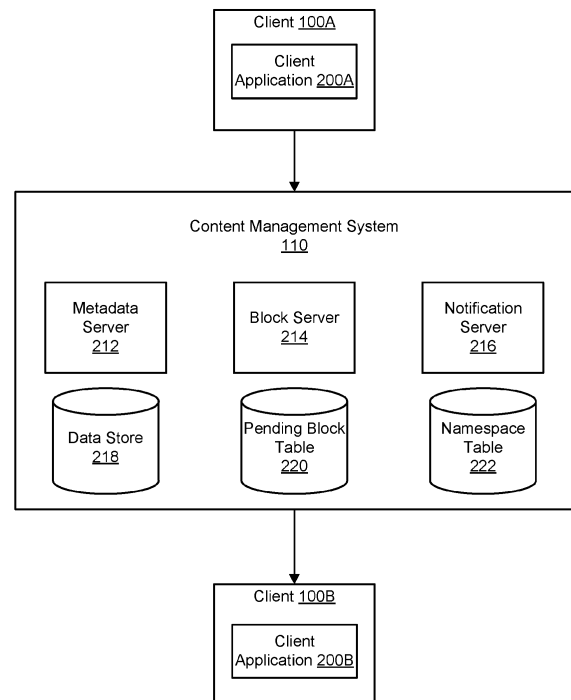 Client 100A
Client
Application 200A
Content Management System
110
Metadata
Server
212
Block Server
214
Notification
Server
216
Data Store
218
Pending Block
Table
220
Namespace
Table
222
Client 100B
Client
Application 200B